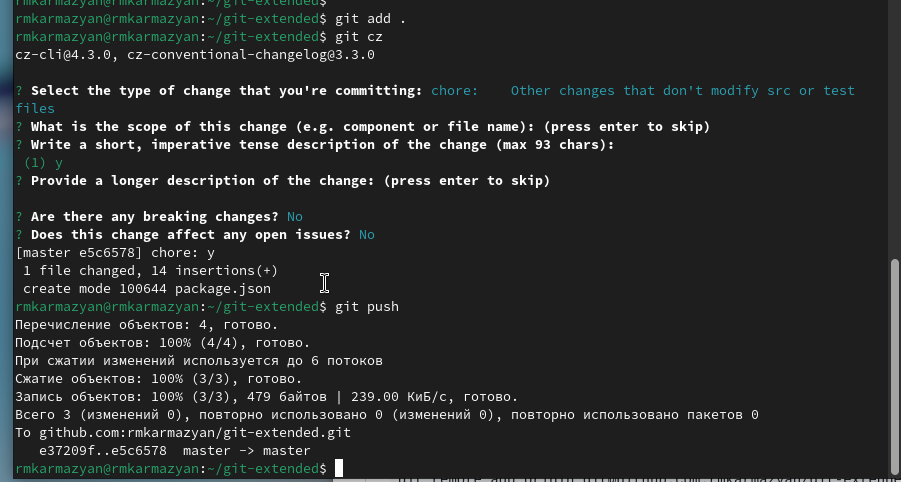 rmkarmazyan@rmkarmazyan:~/git-extended$
rmkarmazyan@rmkarmazyan:~/git-extended$ git add .
rmkarmazyan@rmkarmazyan:~/git-extended$ git cz
cz-cli@4.3.0, cz-conventional-changelog@3.3.0
? Select the type of change that you're committing: chore:    Other changes that don't modify src or test
files
? What is the scope of this change (e.g. component or file name): (press enter to skip)
? Write a short, imperative tense description of the change (max 93 chars):
(1) y
? Provide a longer description of the change: (press enter to skip)
? Are there any breaking changes? No
? Does this change affect any open issues? No
[master e5c6578] chore: y
1 file changed, 14 insertions(+)
create mode 100644 package.json
rmkarmazyan@rmkarmazyan:~/git-extended$ git push
Перечисление объектов: 4, готово.
Подсчет объектов: 100% (4/4), готово.
При сжатии изменений используется до 6 потоков
Сжатие объектов: 100% (3/3), готово.
Запись объектов: 100% (3/3), 479 байтов | 239.00 КиБ/с, готово.
Всего 3 (изменений 0), повторно использовано 0 (изменений 0), повторно использовано пакетов 0
To github.com:rmkarmazyan/git-extended.git
e37209f..e5c6578  master -> master
rmkarmazyan@rmkarmazyan:~/git-extended$